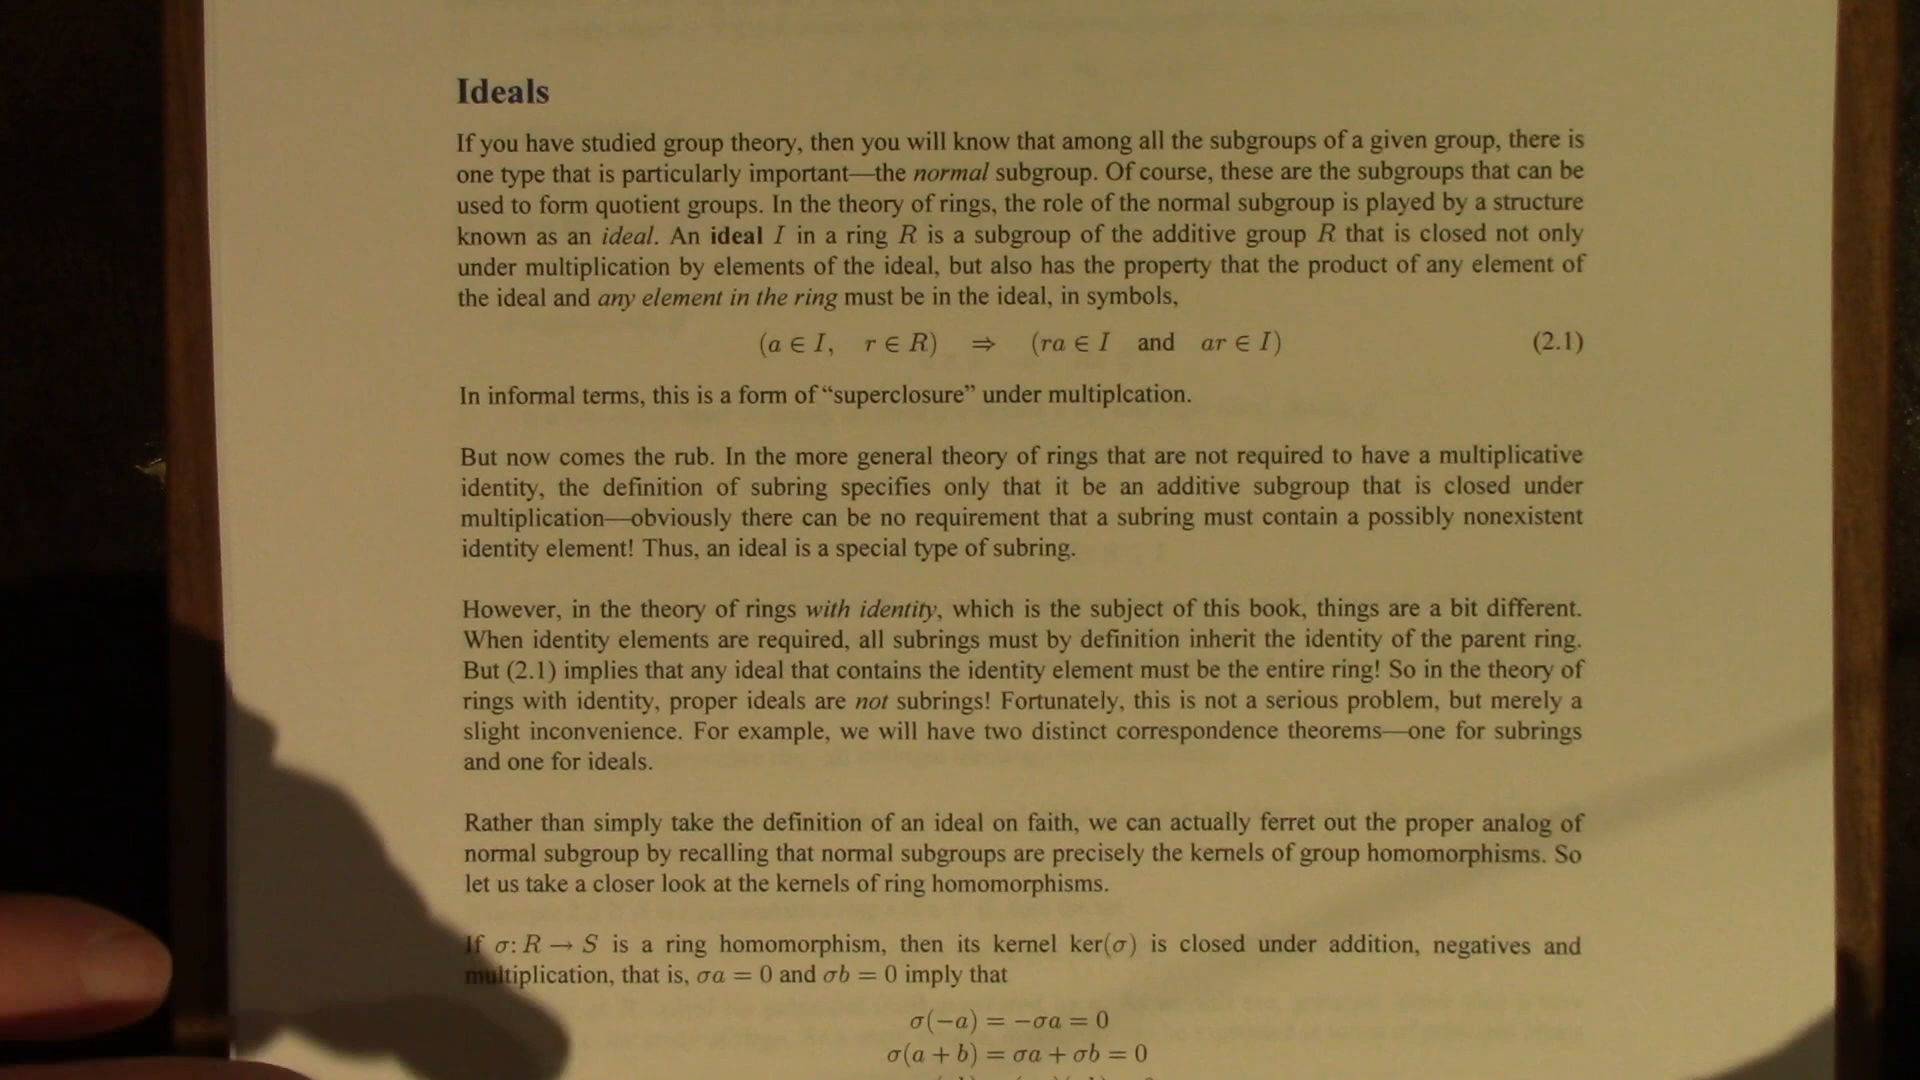 Ideals
If you have studied group theory, then you will know that among all the subgroups of a given group, there is
one type that is particularly important—the normal subgroup. Of course, these are the subgroups that can be
used to form quotient groups. In the theory of rings, the role of the normal subgroup is played by a structure
known as an ideal. An ideal I in a ring R is a subgroup of the additive group R that is closed not only
under multiplication by elements of the ideal, but also has the property that the product of any element of
the ideal and any element in the ring must be in the ideal, in symbols,
(a ∈ I, r ∈ R) ⇒ (ra ∈ I and ar ∈ I) (2.1)
In informal terms, this is a form of “superclosure” under multiplcation.
But now comes the rub. In the more general theory of rings that are not required to have a multiplicative
identity, the definition of subring specifies only that it be an additive subgroup that is closed under
multiplication—obviously there can be no requirement that a subring must contain a possibly nonexistent
identity element! Thus, an ideal is a special type of subring.
However, in the theory of rings with identity, which is the subject of this book, things are a bit different.
When identity elements are required, all subrings must by definition inherit the identity of the parent ring.
But (2.1) implies that any ideal that contains the identity element must be the entire ring! So in the theory of
rings with identity, proper ideals are not subrings! Fortunately, this is not a serious problem, but merely a
slight inconvenience. For example, we will have two distinct correspondence theorems—one for subrings
and one for ideals.
Rather than simply take the definition of an ideal on faith, we can actually ferret out the proper analog of
normal subgroup by recalling that normal subgroups are precisely the kernels of group homomorphisms. So
let us take a closer look at the kernels of ring homomorphisms.
If σ: R → S is a ring homomorphism, then its kernel ker(σ) is closed under addition, negatives and
multiplication, that is, σa = 0 and σb = 0 imply that
σ(−a) = −σa = 0
σ(a + b) = σa + σb = 0